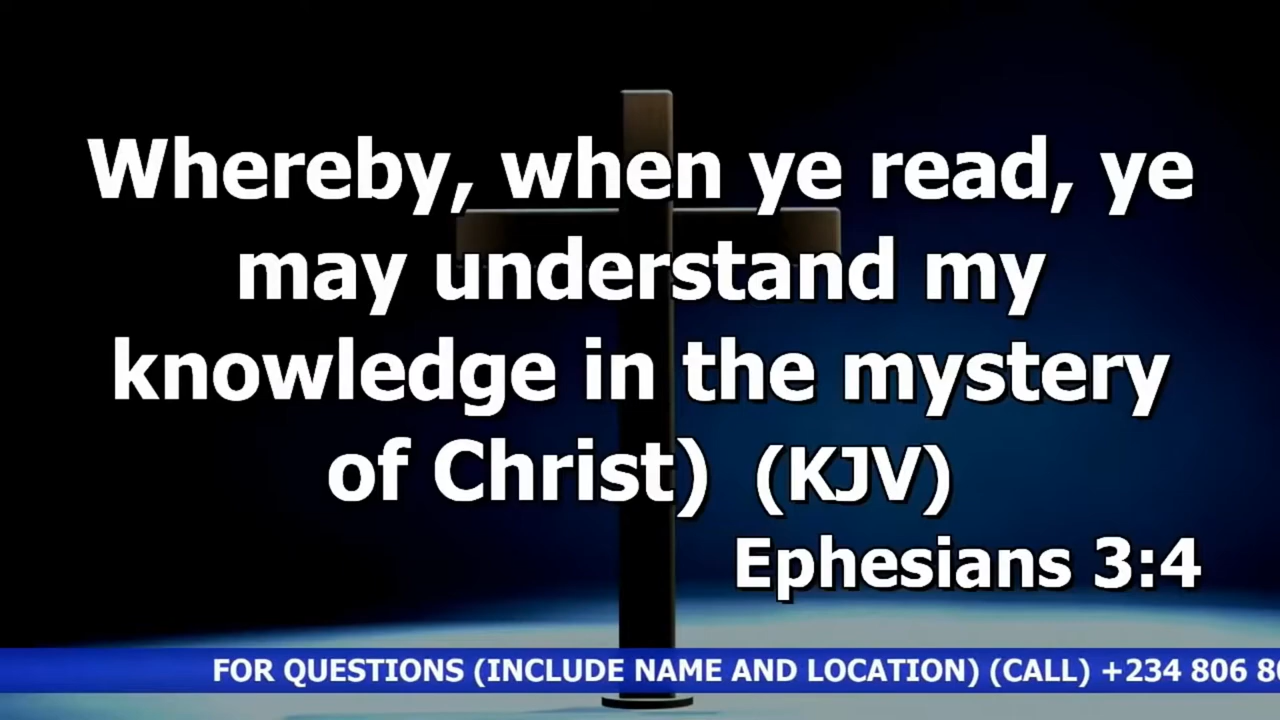 Whereby, when ye read, ye
may understand my
knowledge in the mystery
of Christ) (KJV)
Ephesians 3:4
FOR QUESTIONS (INCLUDE NAME AND LOCATION) (CALL) +234 806